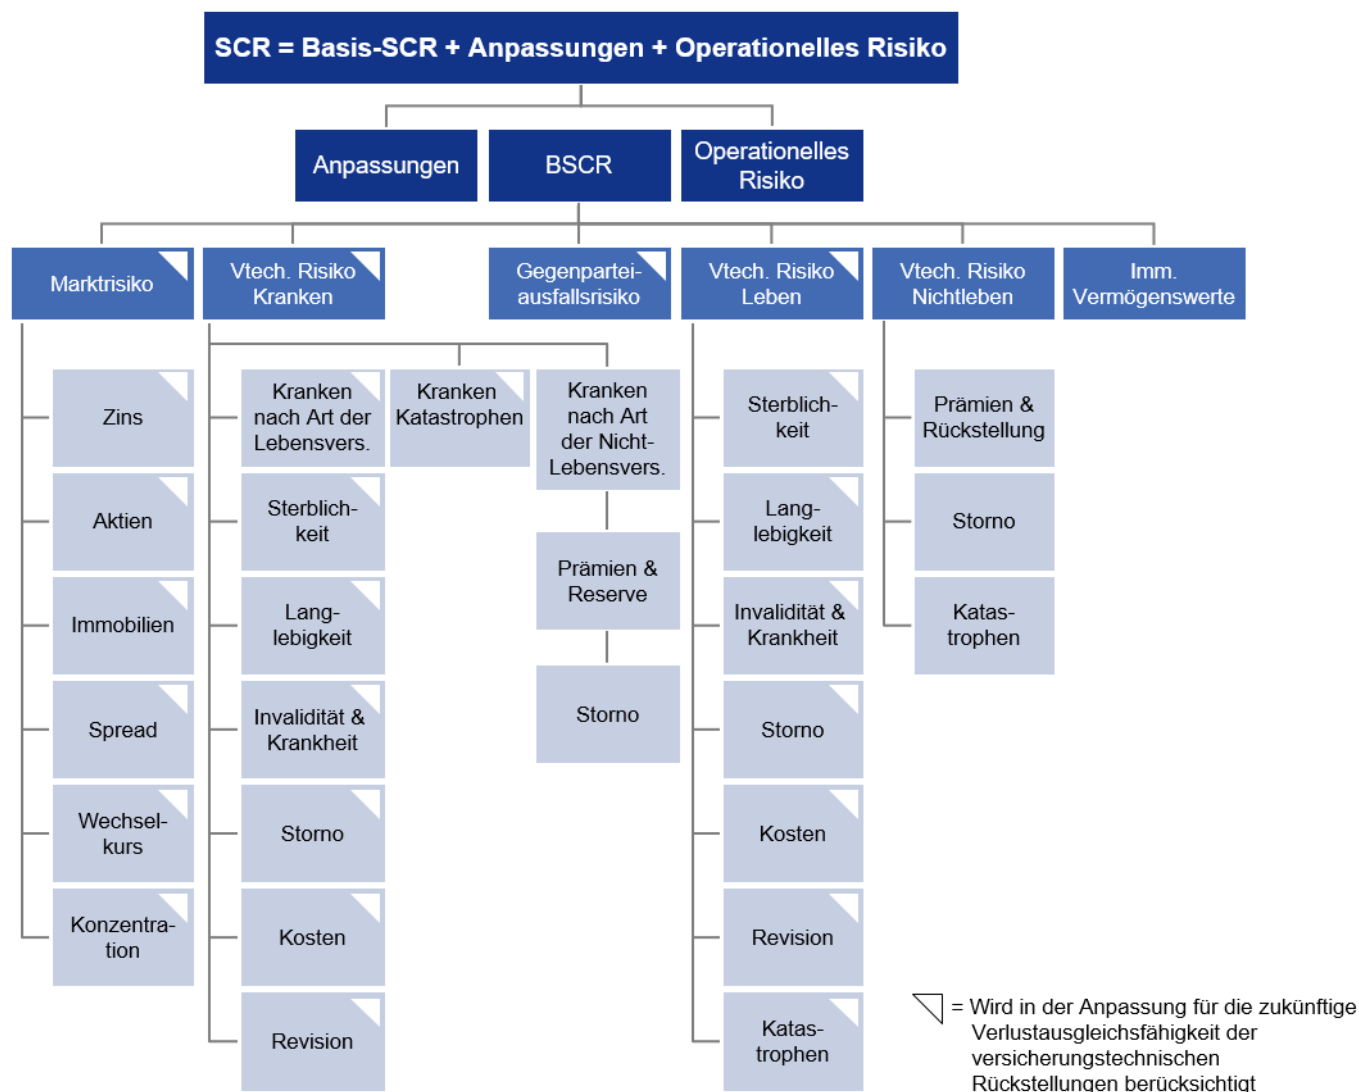 SCR = Basis-SCR + Anpassungen + Operationelles Risiko
Anpassungen
BSCR
Operationelles
Risiko
Marktrisiko
Vtech. Risiko
Kranken
Gegenpartei-
ausfallsrisiko
Vtech. Risiko
Leben
Vtech. Risiko
Nichtleben
Imm.
Vermögenswerte
Zins
Aktien
Immobilien
Spread
Wechsel-
kurs
Konzentra-
tion
Kranken
nach Art der
Lebensvers.
Sterblich-
keit
Lang-
lebigkeit
Invalidität &
Krankheit
Storno
Kosten
Revision
Kranken
Katastrophen
Kranken
nach Art
der Nicht-
Lebensvers.
Prämien &
Reserve
Storno
Sterblich-
keit
Lang-
lebigkeit
Invalidität &
Krankheit
Storno
Kosten
Revision
Katas-
trophen
Prämien &
Rückstellung
Storno
Katas-
trophen
= Wird in der Anpassung für die zukünftige
Verlustausgleichsfähigkeit der
versicherungstechnischen
Rückstellungen berücksichtigt